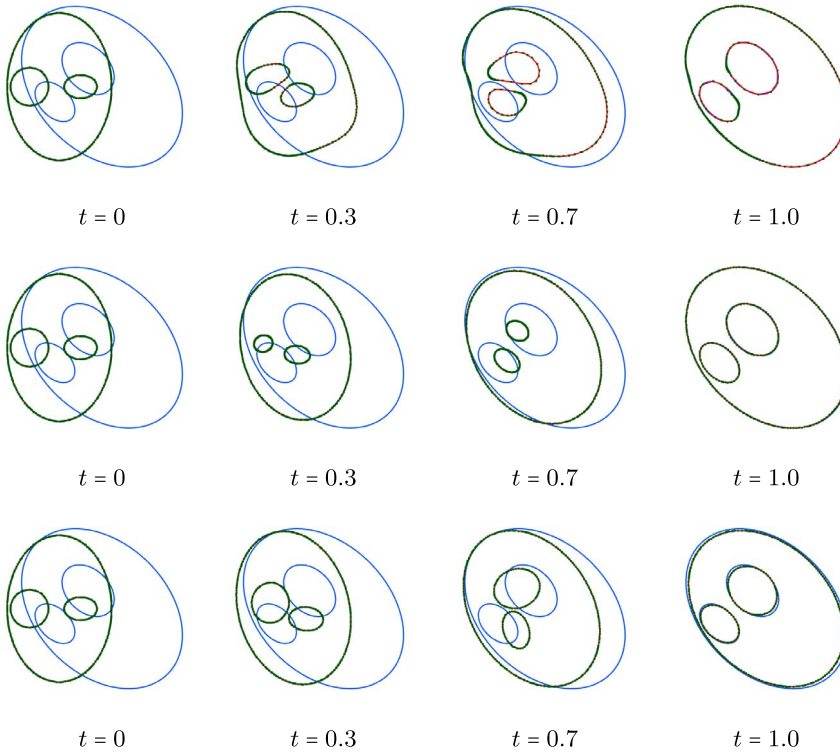 t = 0 t = 0.3 t = 0.7 t = 1.0
t = 0 t = 0.3 t = 0.7 t = 1.0
t = 0 t = 0.3 t = 0.7 t = 1.0